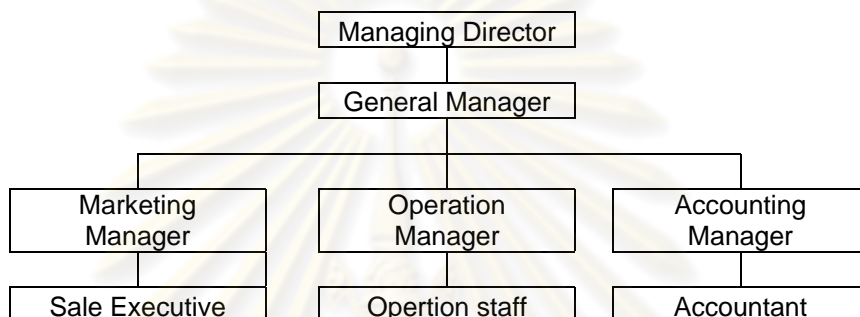 Managing Director
General Manager
Marketing
Manager
Operation
Manager
Accounting
Manager
Sale Executive
Opertion staff
Accountant